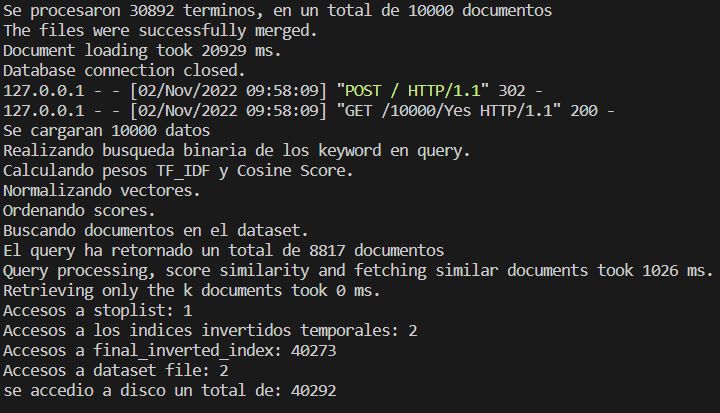 Se procesaron 30892 terminos, en un total de 10000 documentos
The files were successfully merged.
Document loading took 20929 ms.
Database connection closed.
127.0.0.1 - - [02/Nov/2022 09:58:09] "POST / HTTP/1.1" 302 -
127.0.0.1 - - [02/Nov/2022 09:58:09] "GET /10000/Yes HTTP/1.1" 200 -
Se cargaran 10000 datos
Realizando busqueda binaria de los keyword en query.
Calculando pesos TF_IDF y Cosine Score.
Normalizando vectores.
Ordenando scores.
Buscando documentos en el dataset.
El query ha retornado un total de 8817 documentos
Query processing, score similarity and fetching similar documents took 1026 ms.
Retrieving only the k documents took 0 ms.
Accesos a stoplist: 1
Accesos a los indices invertidos temporales: 2
Accesos a final_inverted_index: 40273
Accesos a dataset file: 2
se accedio a disco un total de: 40292